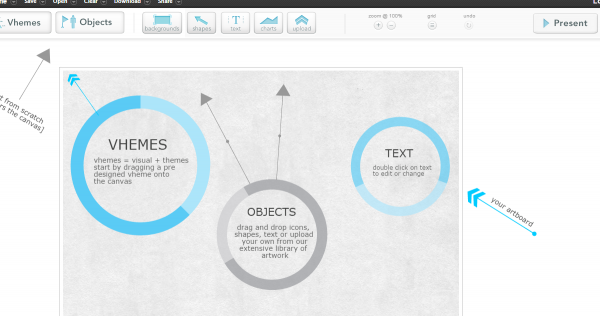 me Save Open Clear Download Share
Vhemes Objects backgrounds shapes text charts upload zoom @ 100% grid undo Present
T
t from scratch
rs the canvas]
VHEMES
vhemes = visual + themes
start by dragging a pre
designed vheme onto
the canvas
OBJECTS
drag and drop icons,
shapes, text or upload
your own from our
extensive library of
artwork
TEXT
double click on text
to edit or change
your artboard